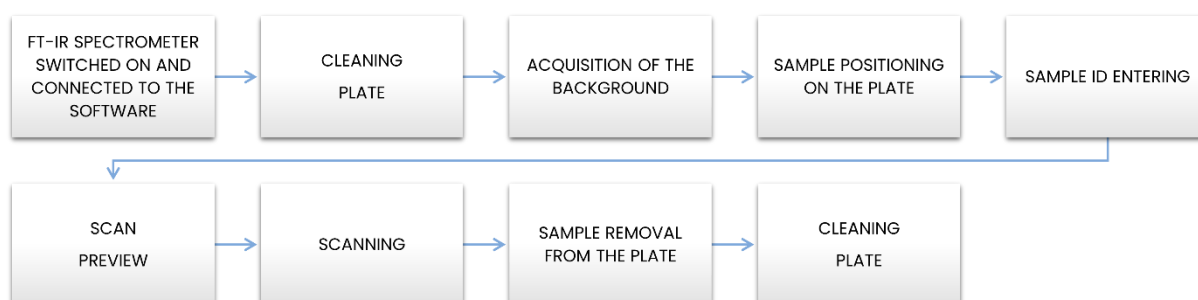 FT-IR SPECTROMETER
SWITCHED ON AND
CONNECTED TO THE
SOFTWARE
CLEANING
PLATE
ACQUISITION OF THE
BACKGROUND
SAMPLE POSITIONING
ON THE PLATE
SAMPLE ID ENTERING
SCAN
PREVIEW
SCANNING
SAMPLE REMOVAL
FROM THE PLATE
CLEANING
PLATE